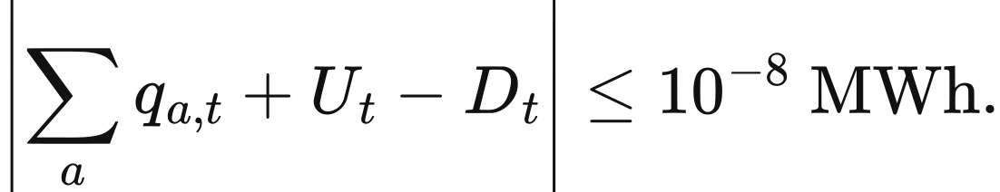 |∑_a q_{a,t} + U_t − D_t| ≤ 10^{−8} MWh.